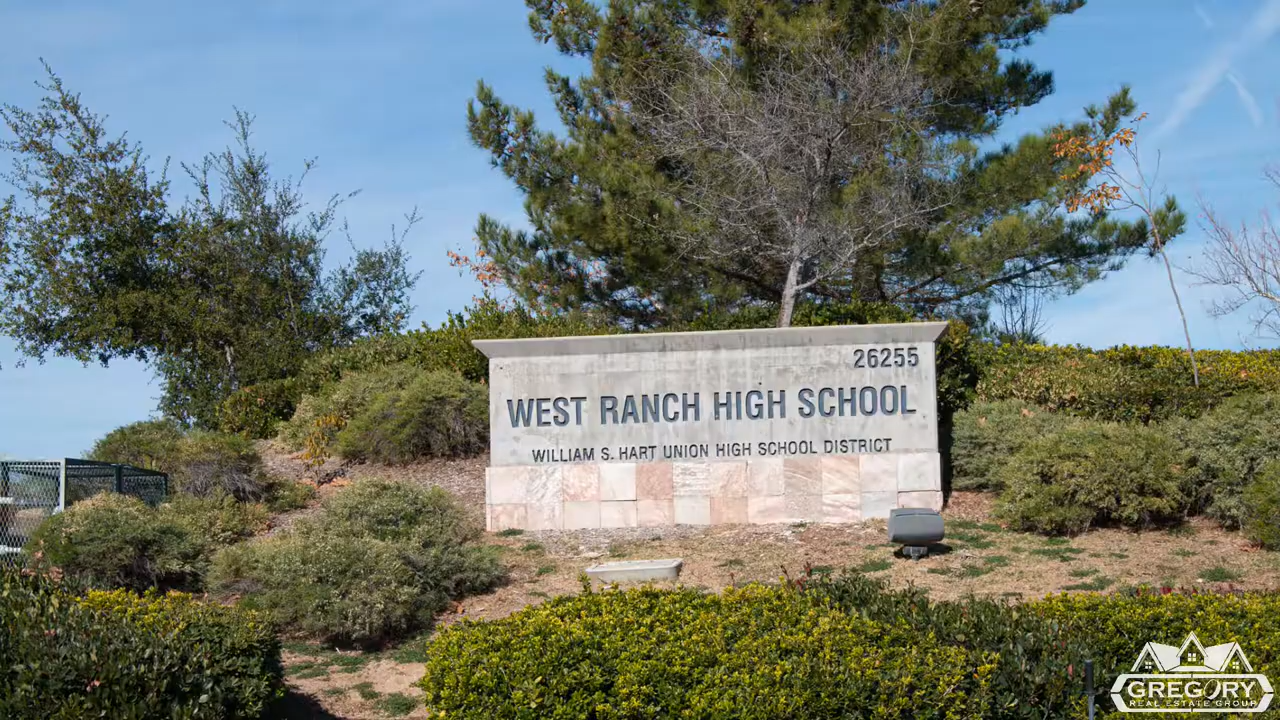 26255
WEST RANCH HIGH SCHOOL
WILLIAM S. HART UNION HIGH SCHOOL DISTRICT
GREGORY
REAL ESTATE GROUP